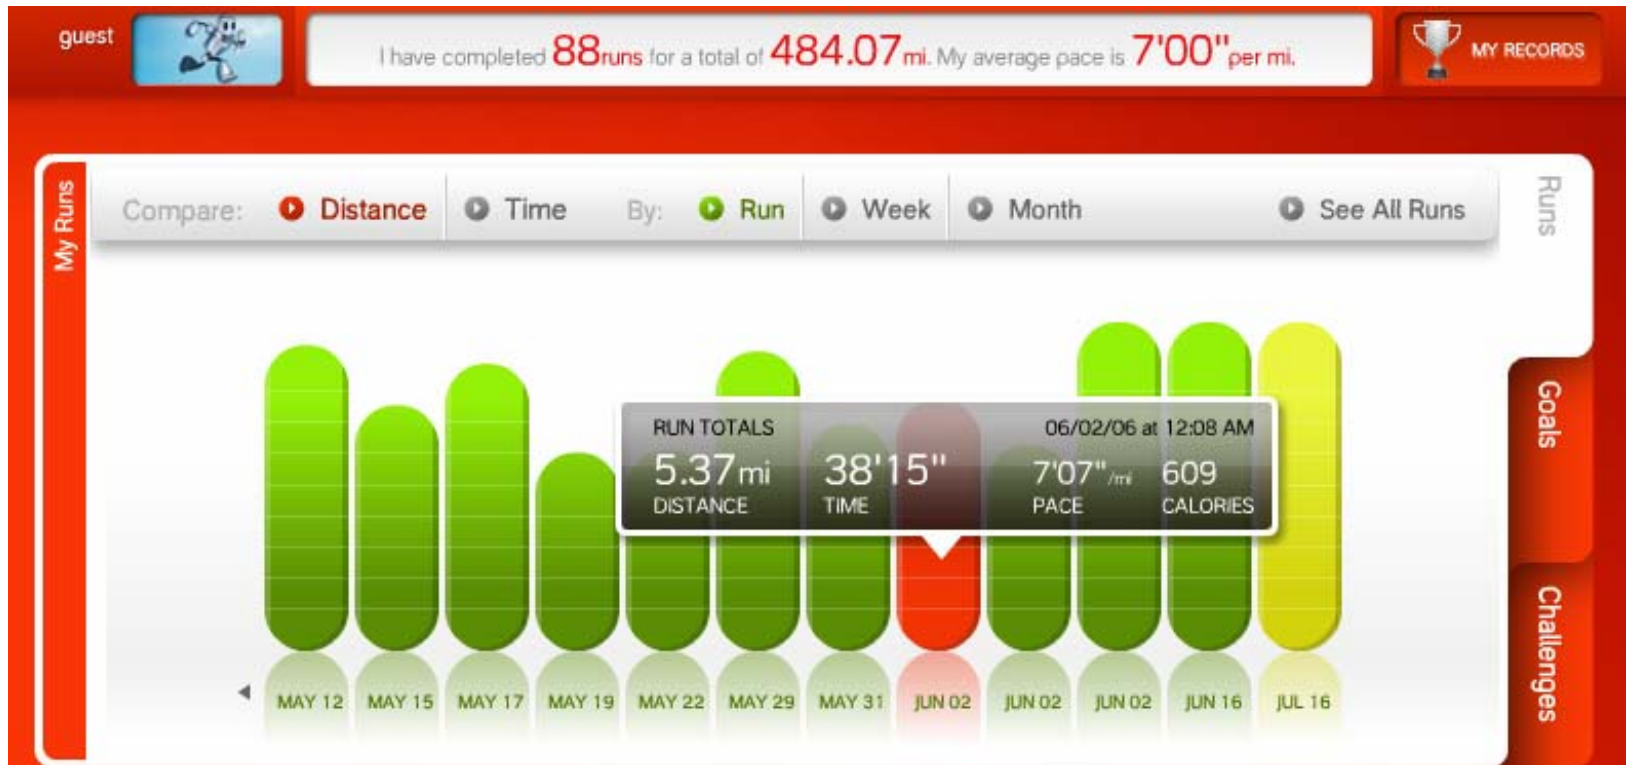 guest
I have completed 88runs for a total of 484.07mi. My average pace is 7'00"per mi.
MY RECORDS
My Runs
Compare: Distance Time By: Run Week Month See All Runs
Runs
Goals
Challenges
RUN TOTALS 06/02/06 at 12:08 AM
5.37mi 38'15" 7'07"/mi 609
DISTANCE TIME PACE CALORIES
MAY 12 MAY 15 MAY 17 MAY 19 MAY 22 MAY 29 MAY 31 JUN 02 JUN 02 JUN 02 JUN 16 JUL 16